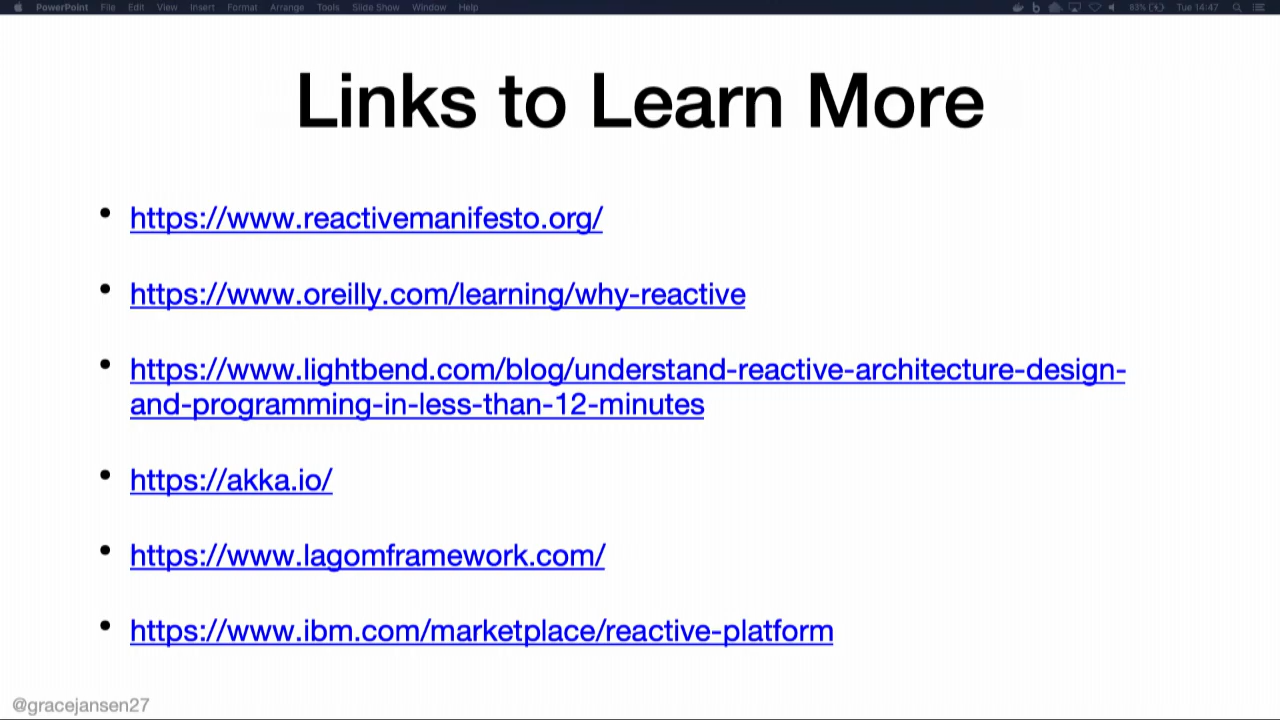 PowerPoint File Edit View Insert Format Arrange Tools Slide Show Window Help 83% Tue 14:47
Links to Learn More
• https://www.reactivemanifesto.org/
• https://www.oreilly.com/learning/why-reactive
• https://www.lightbend.com/blog/understand-reactive-architecture-design-
and-programming-in-less-than-12-minutes
• https://akka.io/
• https://www.lagomframework.com/
• https://www.ibm.com/marketplace/reactive-platform
@gracejansen27